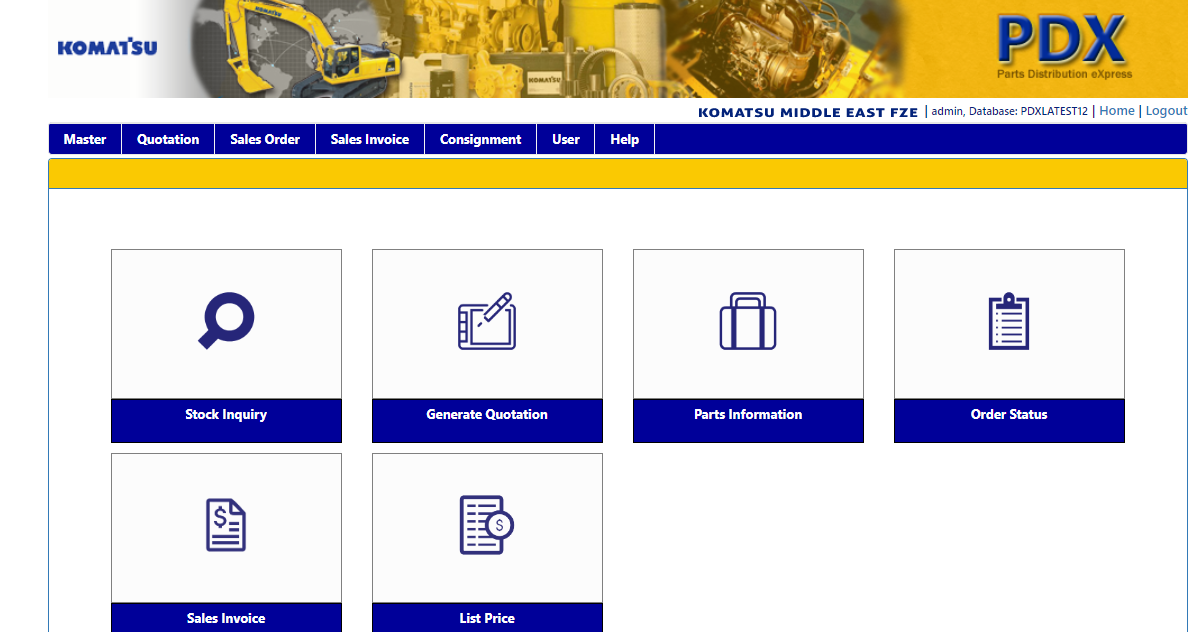 KOMATSU
KOMATSU
KOMATSU
PDX
Parts Distribution eXpress
KOMATSU MIDDLE EAST FZE | admin, Database: PDXLATEST12 | Home | Logout
Master Quotation Sales Order Sales Invoice Consignment User Help
Stock Inquiry Generate Quotation Parts Information Order Status
$ $
Sales Invoice List Price